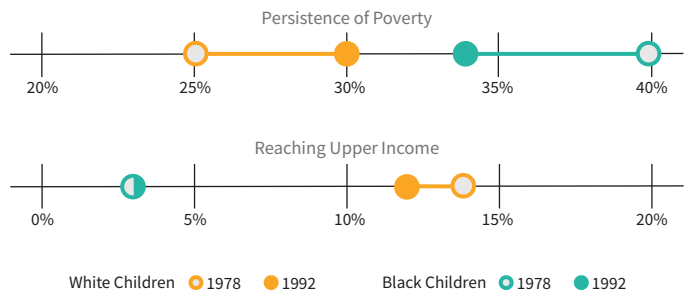 Persistence of Poverty
20% 25% 30% 35% 40%
Reaching Upper Income
0% 5% 10% 15% 20%
White Children 1978 1992 Black Children 1978 1992